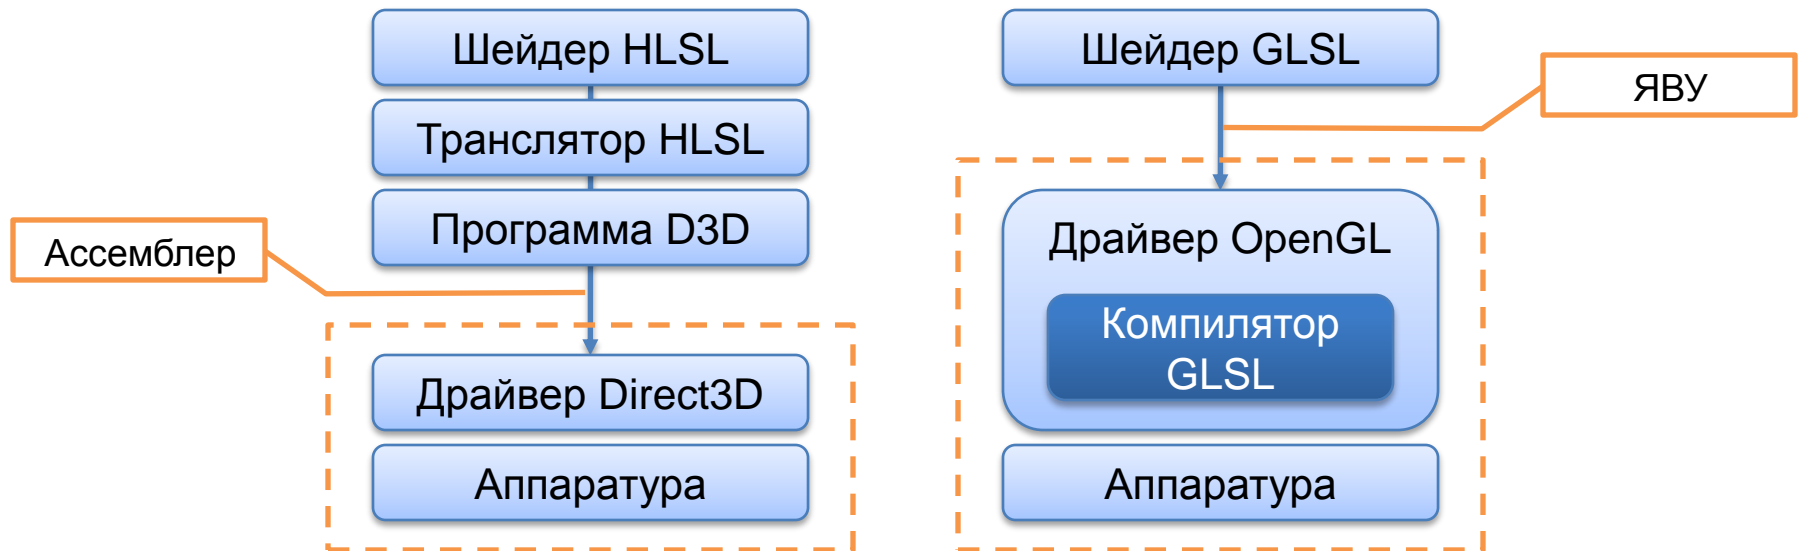 Шейдер HLSL
Транслятор HLSL
Программа D3D
Ассемблер
Драйвер Direct3D
Аппаратура
Шейдер GLSL
ЯВУ
Драйвер OpenGL
Компилятор
GLSL
Аппаратура